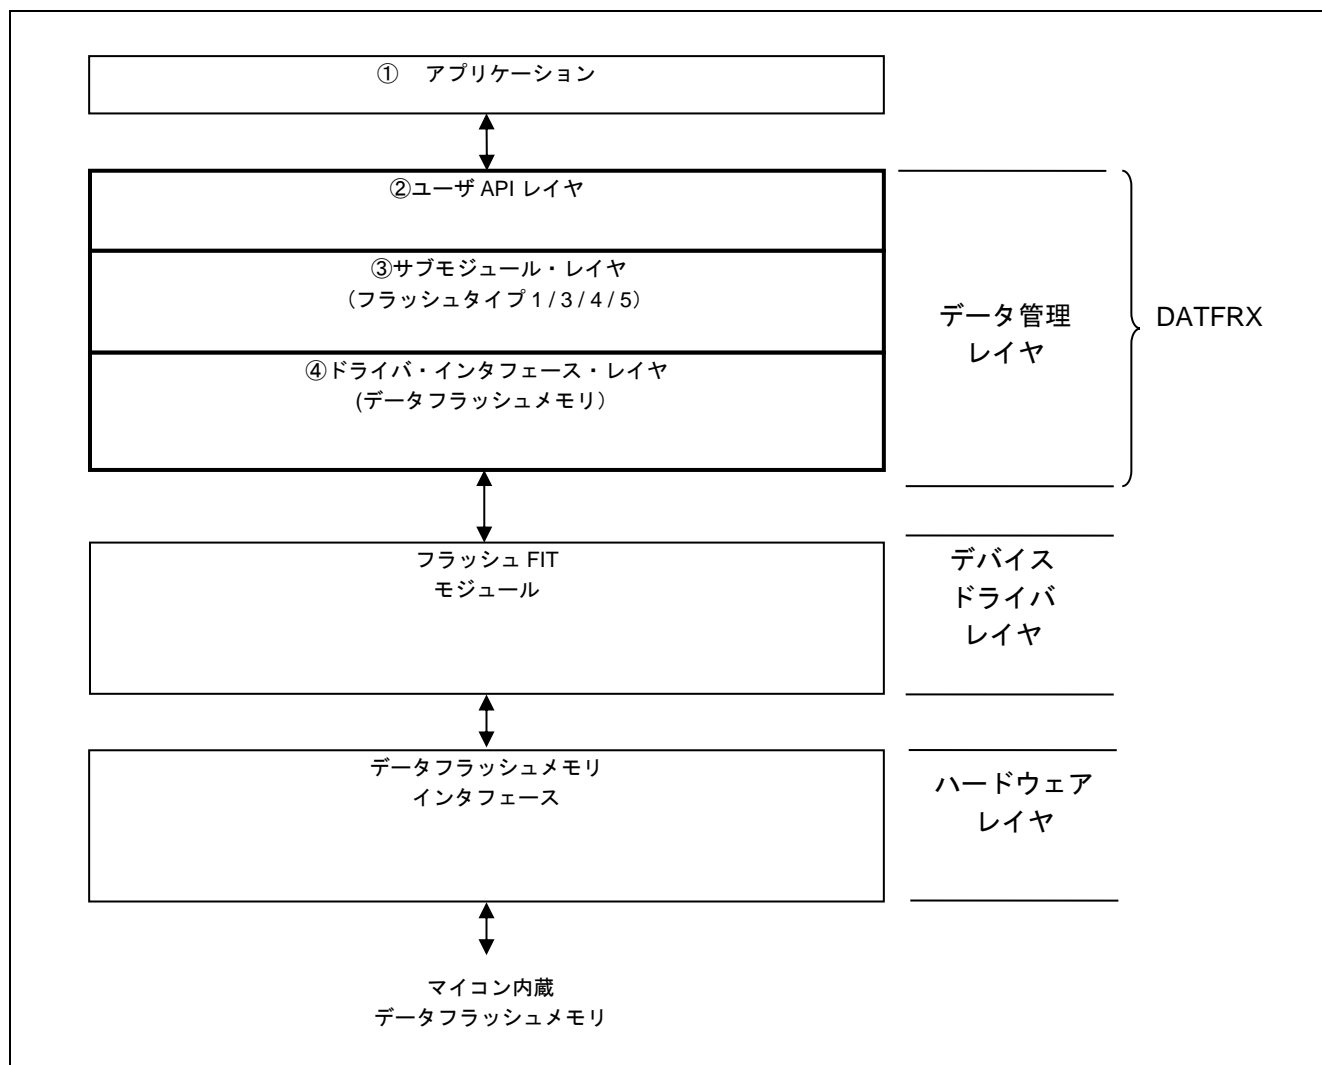 ① アプリケーション
②ユーザ API レイヤ
③サブモジュール・レイヤ
（フラッシュタイプ 1 / 3 / 4 / 5）
④ドライバ・インタフェース・レイヤ
(データフラッシュメモリ）
データ管理
レイヤ
DATFRX
フラッシュ FIT
モジュール
デバイス
ドライバ
レイヤ
データフラッシュメモリ
インタフェース
ハードウェア
レイヤ
マイコン内蔵
データフラッシュメモリ